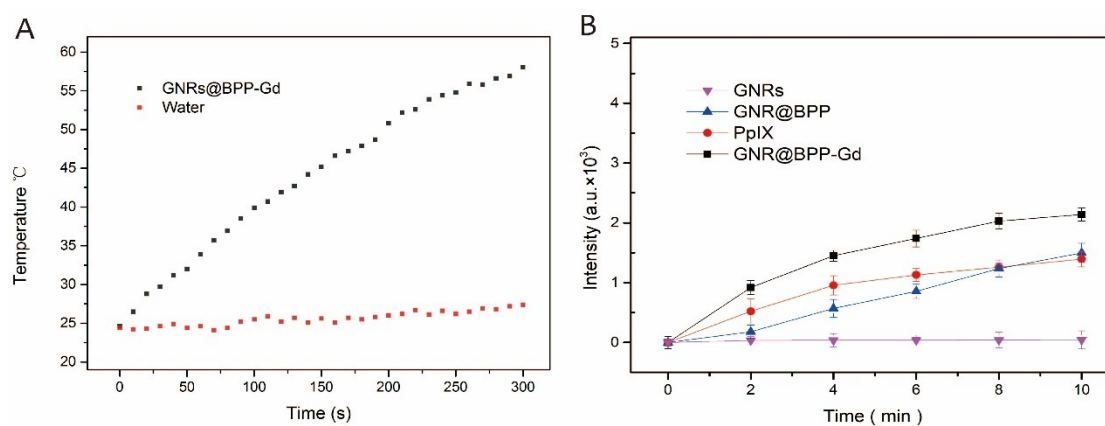 A
60
55
50
45
40
35
30
25
20
Temperature ℃
GNRs@BPP-Gd
Water
0 50 100 150 200 250 300
Time (s)
B
5
4
3
2
1
0
Intensity (a.u.×10³)
GNRs
GNR@BPP
PpIX
GNR@BPP-Gd
0 2 4 6 8 10
Time ( min )